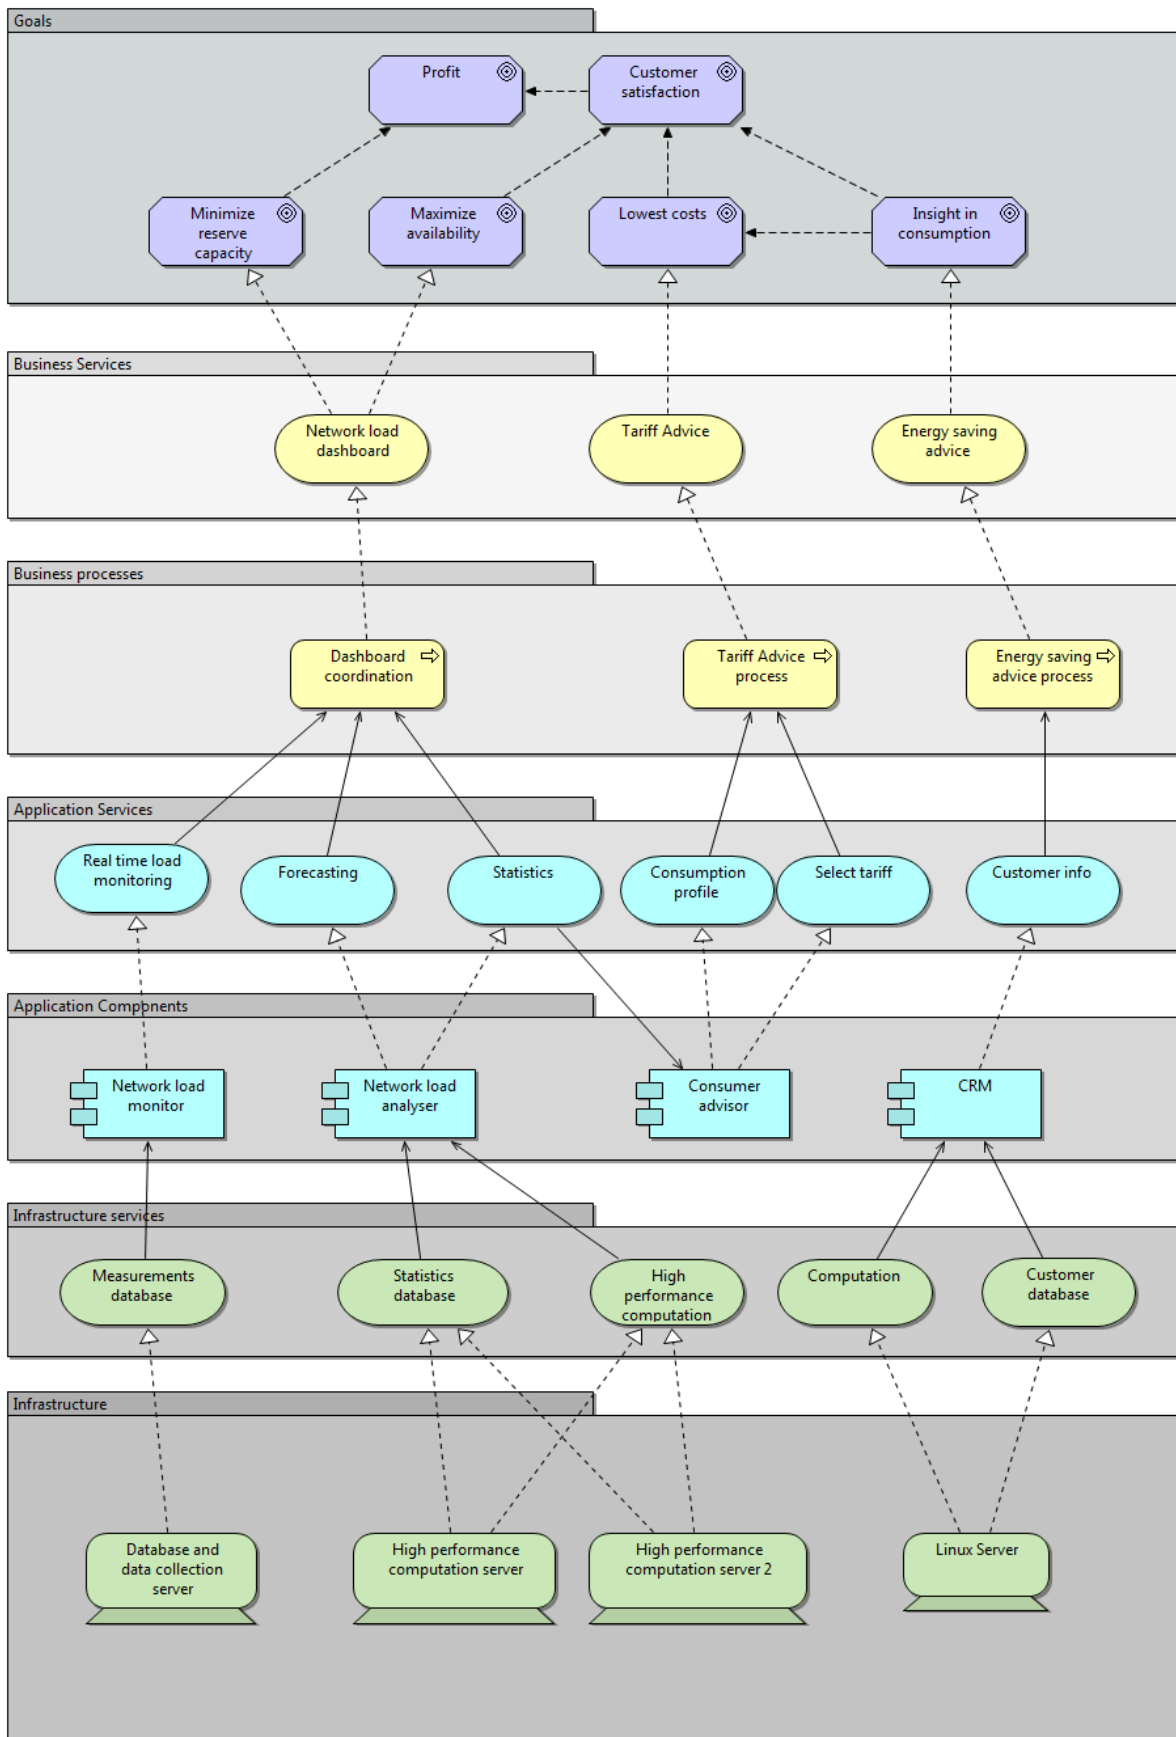 Goals
Profit
Customer
satisfaction
Minimize
reserve
capacity
Maximize
availability
Lowest costs
Insight in
consumption
Business Services
Network load
dashboard
Tariff Advice
Energy saving
advice
Business processes
Dashboard
coordination
Tariff Advice
process
Energy saving
advice process
Application Services
Real time load
monitoring
Forecasting
Statistics
Consumption
profile
Select tariff
Customer info
Application Components
Network load
monitor
Network load
analyser
Consumer
advisor
CRM
Infrastructure services
Measurements
database
Statistics
database
High
performance
computation
Computation
Customer
database
Infrastructure
Database and
data collection
server
High performance
computation server
High performance
computation server 2
Linux Server